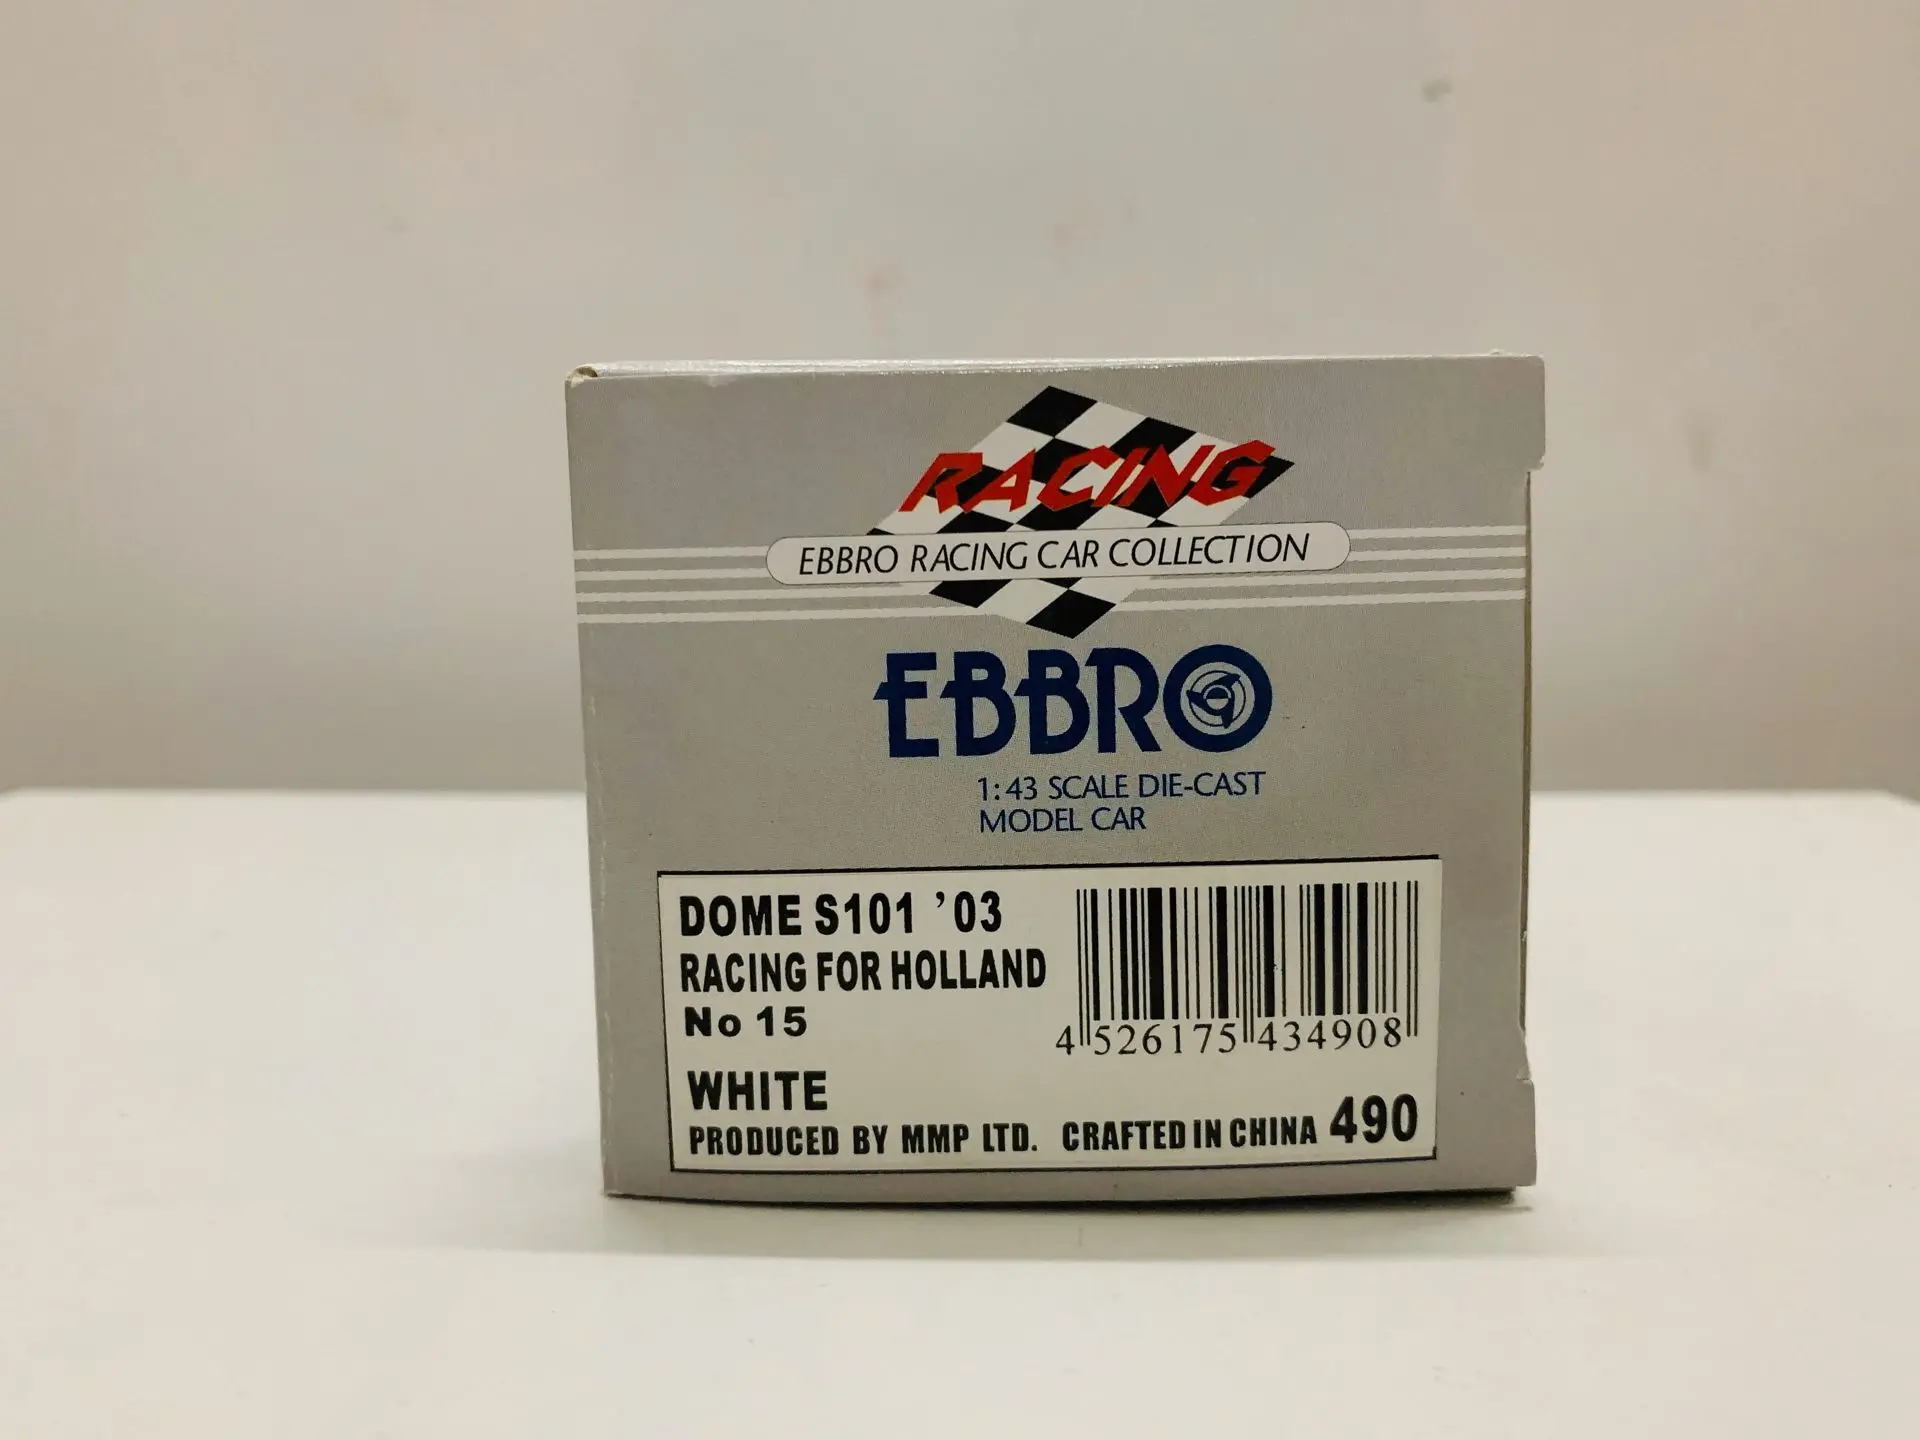 RACING
EBBRO RACING CAR COLLECTION
EBBRO
1:43 SCALE DIE-CAST
MODEL CAR
DOME S101 ’03
RACING FOR HOLLAND
No 15
4 526175 434908
WHITE
PRODUCED BY MMP LTD. CRAFTED IN CHINA 490